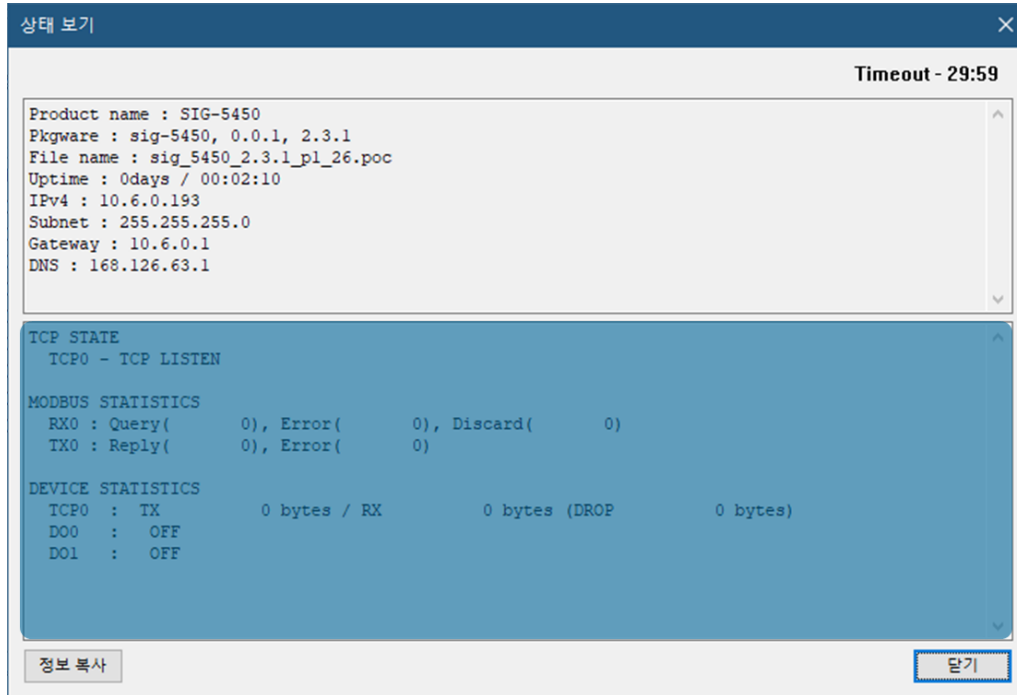 상태 보기
Timeout - 29:59
Product name : SIG-5450
Pkgware : sig-5450, 0.0.1, 2.3.1
File name : sig_5450_2.3.1_p1_26.poc
Uptime : 0days / 00:02:10
IPv4 : 10.6.0.193
Subnet : 255.255.255.0
Gateway : 10.6.0.1
DNS : 168.126.63.1
TCP STATE
TCP0 - TCP LISTEN
MODBUS STATISTICS
RX0 : Query( 0), Error( 0), Discard( 0)
TX0 : Reply( 0), Error( 0)
DEVICE STATISTICS
TCP0 : TX 0 bytes / RX 0 bytes (DROP 0 bytes)
DO0 : OFF
DO1 : OFF
정보 복사
닫기